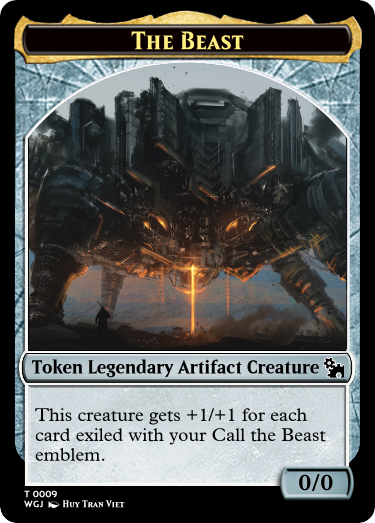 The Beast
Token Legendary Artifact Creature
This creature gets +1/+1 for each
card exiled with your Call the Beast
emblem.
0/0
T 0009
WGJ Huy Tran Viet